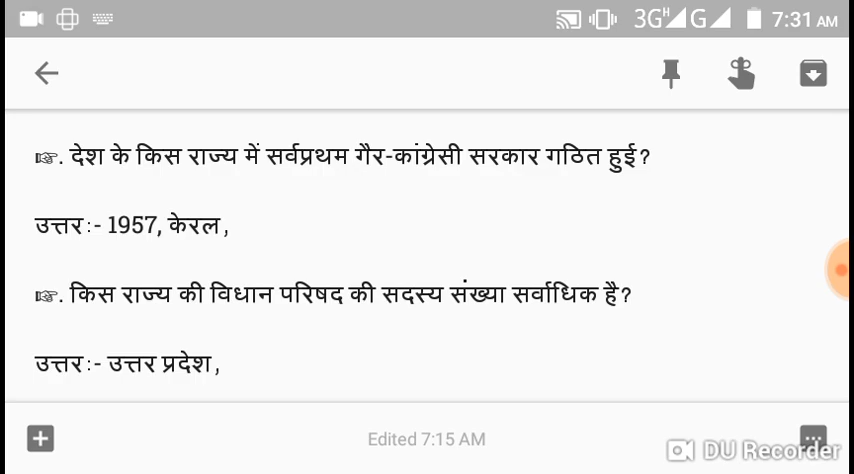 3G H G 7:31 AM
☞. देश के किस राज्य में सर्वप्रथम गैर-कांग्रेसी सरकार गठित हुई?
उत्तर:- 1957, केरल,
☞. किस राज्य की विधान परिषद की सदस्य संख्या सर्वाधिक है?
उत्तर:- उत्तर प्रदेश,
Edited 7:15 AM
DU Recorder